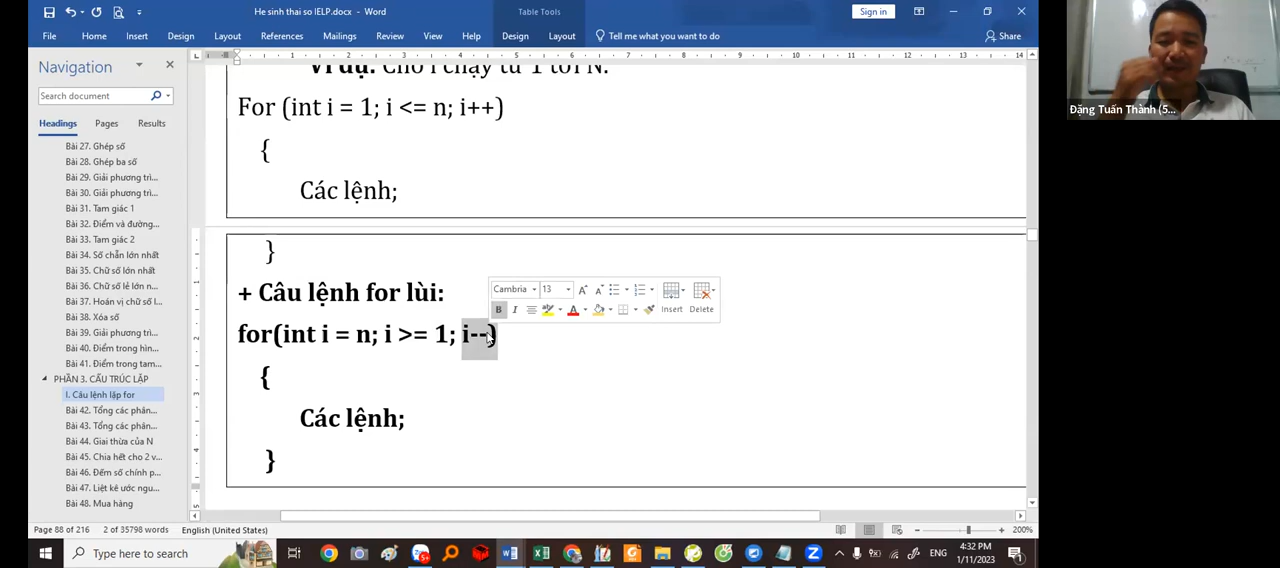 He sinh thai so IELP.docx - Word
Table Tools
Sign in
File Home Insert Design Layout References Mailings Review View Help Design Layout Tell me what you want to do Share
Navigation
Search document
Headings Pages Results
Bài 27. Ghép số
Bài 28. Ghép ba số
Bài 29. Giải phương trì...
Bài 30. Giải phương trì...
Bài 31. Tam giác 1
Bài 32. Điểm và đường...
Bài 33. Tam giác 2
Bài 34. Số chẵn lớn nhất
Bài 35. Chữ số lớn nhất
Bài 36. Chữ số lẻ lớn n...
Bài 37. Hoán vị chữ số l...
Bài 38. Xóa số
Bài 39. Giải phương trì...
Bài 40. Điểm trong hìn...
Bài 41. Điểm trong tam...
PHẦN 3. CẤU TRÚC LẶP
I. Câu lệnh lặp for
Bài 42. Tổng các phân...
Bài 43. Tổng các phân...
Bài 44. Giai thừa của N
Bài 45. Chia hết cho 2 v...
Bài 46. Đếm số chính p...
Bài 47. Liệt kê ước ngu...
Bài 48. Mua hàng
Ví dụ: Cho i chạy từ 1 tới N.
For (int i = 1; i <= n; i++)
{
Các lệnh;
}
+ Câu lệnh for lùi:
for(int i = n; i >= 1; i--)
{
Các lệnh;
}
Cambria 13
B I Insert Delete
Đặng Tuấn Thành (5...
Page 88 of 216 2 of 35798 words English (United States) 200%
Type here to search
ENG
4:32 PM
1/11/2023